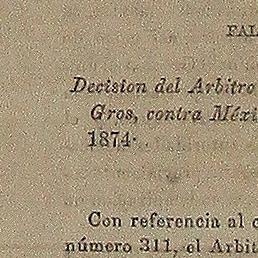 FAL
Decision del Arbitro
Gros, contra Méxi
1874·
Con referencia al c
número 311, el Arbit